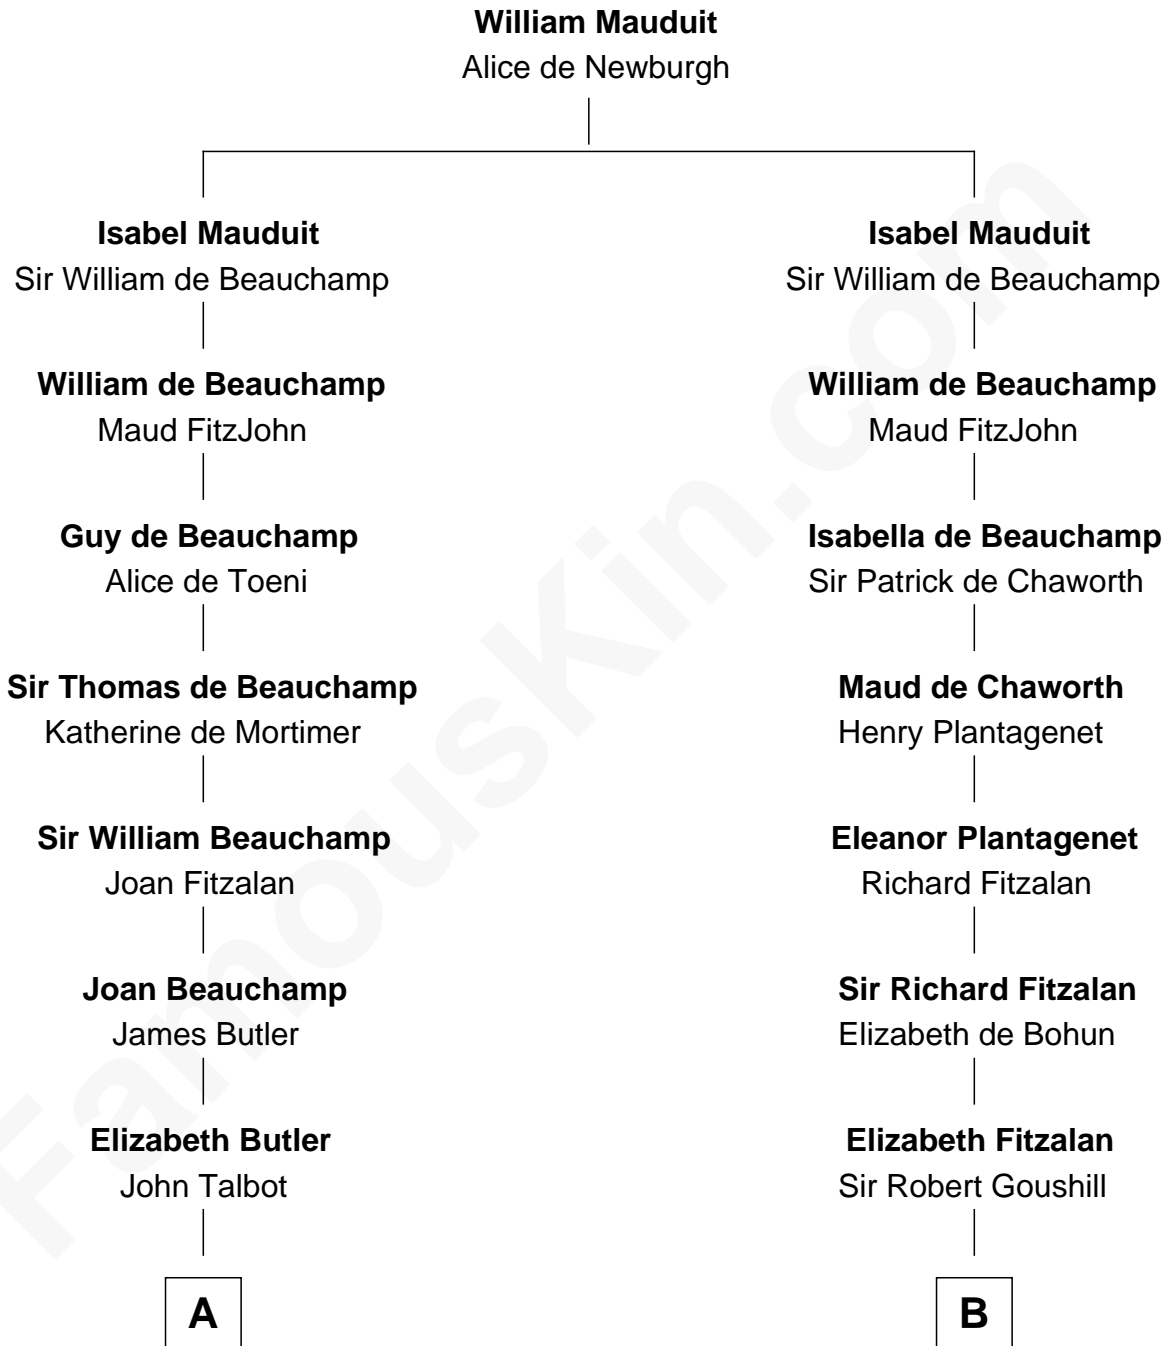 William Mauduit
Alice de Newburgh
Isabel Mauduit
Sir William de Beauchamp
Isabel Mauduit
Sir William de Beauchamp
William de Beauchamp
Maud FitzJohn
William de Beauchamp
Maud FitzJohn
Guy de Beauchamp
Alice de Toeni
Isabella de Beauchamp
Sir Patrick de Chaworth
Sir Thomas de Beauchamp
Katherine de Mortimer
Maud de Chaworth
Henry Plantagenet
Sir William Beauchamp
Joan Fitzalan
Eleanor Plantagenet
Richard Fitzalan
Joan Beauchamp
James Butler
Sir Richard Fitzalan
Elizabeth de Bohun
Elizabeth Butler
John Talbot
Elizabeth Fitzalan
Sir Robert Goushill
A
B
FamousKin.com